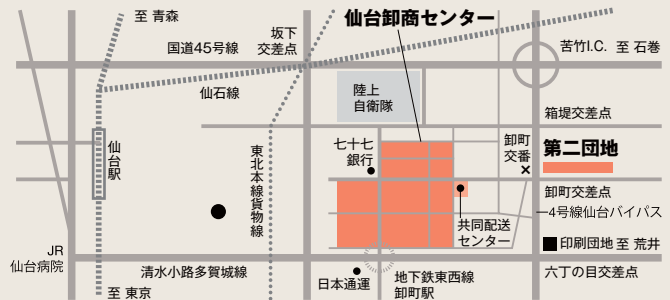 至 青森
坂下
交差点
仙台卸商センター
国道45号線
苦竹I.C. 至 石巻
仙石線
陸上
自衛隊
箱堤交差点
仙台駅
東北本線貨物線
七十七
銀行
卸町
交番
第二団地
卸町交差点
4号線仙台バイパス
共同配送
センター
印刷団地 至 荒井
JR
仙台病院
清水小路多賀城線
六丁の目交差点
日本通運
地下鉄東西線
卸町駅
至 東京